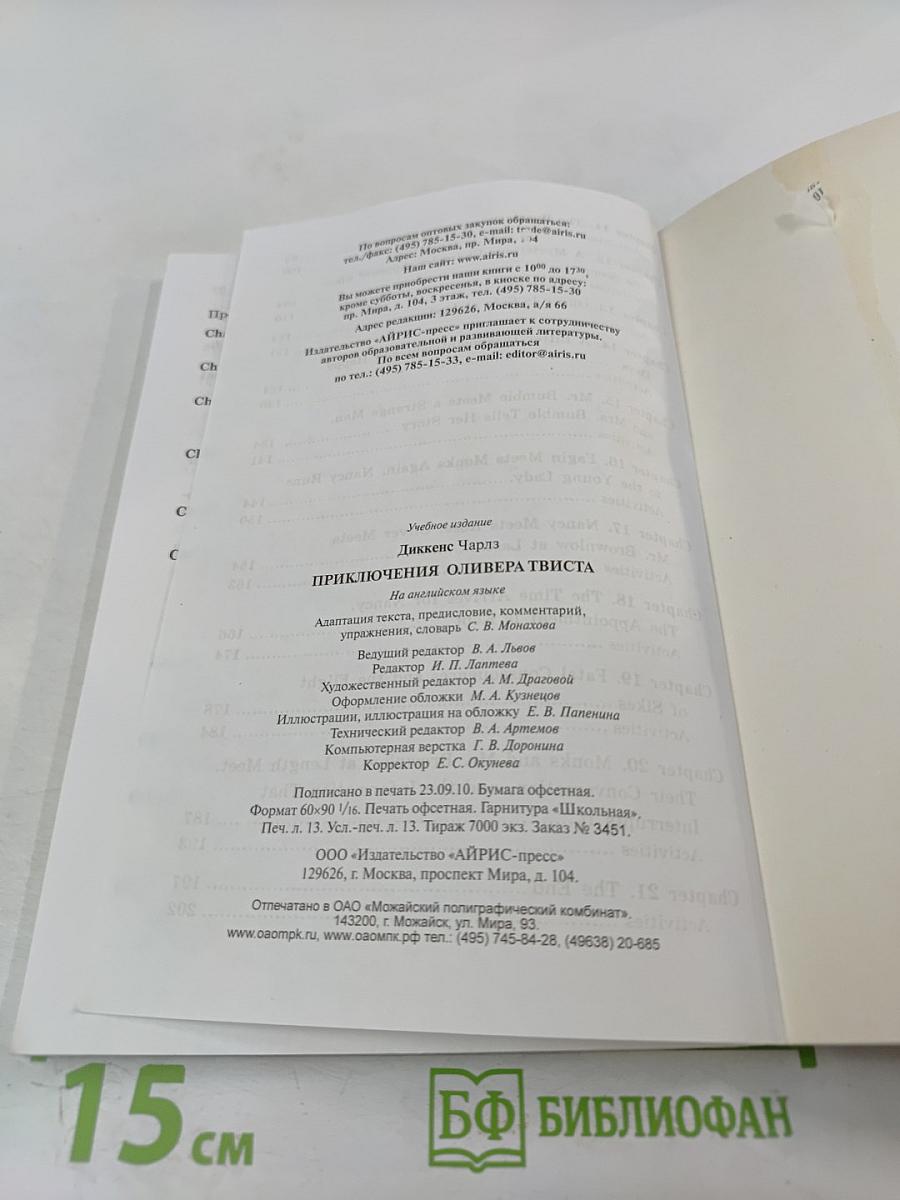 По вопросам оптовых закупок обращаться:
тел./факс: (495) 785-15-30, e-mail: trade@airis.ru
Адрес: Москва, пр. Мира, 104
Наш сайт: www.airis.ru
Вы можете приобрести наши книги с 10⁰⁰ до 17³⁰,
кроме субботы, воскресенья, в киоске по адресу:
пр. Мира, д. 104, 3 этаж, тел. (495) 785-15-30
Адрес редакции: 129626, Москва, а/я 66
Издательство «АЙРИС-пресс» приглашает к сотрудничеству
авторов образовательной и развивающей литературы.
По всем вопросам обращаться
по тел.: (495) 785-15-33, e-mail: editor@airis.ru
Учебное издание
Диккенс Чарлз
ПРИКЛЮЧЕНИЯ ОЛИВЕРА ТВИСТА
На английском языке
Адаптация текста, предисловие, комментарий,
упражнения, словарь С. В. Монахова
Ведущий редактор В. А. Львов
Редактор И. П. Лаптева
Художественный редактор А. М. Драговой
Оформление обложки М. А. Кузнецов
Иллюстрации, иллюстрация на обложку Е. В. Папенина
Технический редактор В. А. Артемов
Компьютерная верстка Г. В. Доронина
Корректор Е. С. Окунева
Подписано в печать 23.09.10. Бумага офсетная.
Формат 60×90 1/16. Печать офсетная. Гарнитура «Школьная».
Печ. л. 13. Усл.-печ. л. 13. Тираж 7000 экз. Заказ № 3451.
ООО «Издательство «АЙРИС-пресс»
129626, г. Москва, проспект Мира, д. 104.
Отпечатано в ОАО «Можайский полиграфический комбинат».
143200, г. Можайск, ул. Мира, 93.
www.oaompk.ru, www.оаомпк.рф тел.: (495) 745-84-28, (49638) 20-685
15 см
БФ БИБЛИОФАН